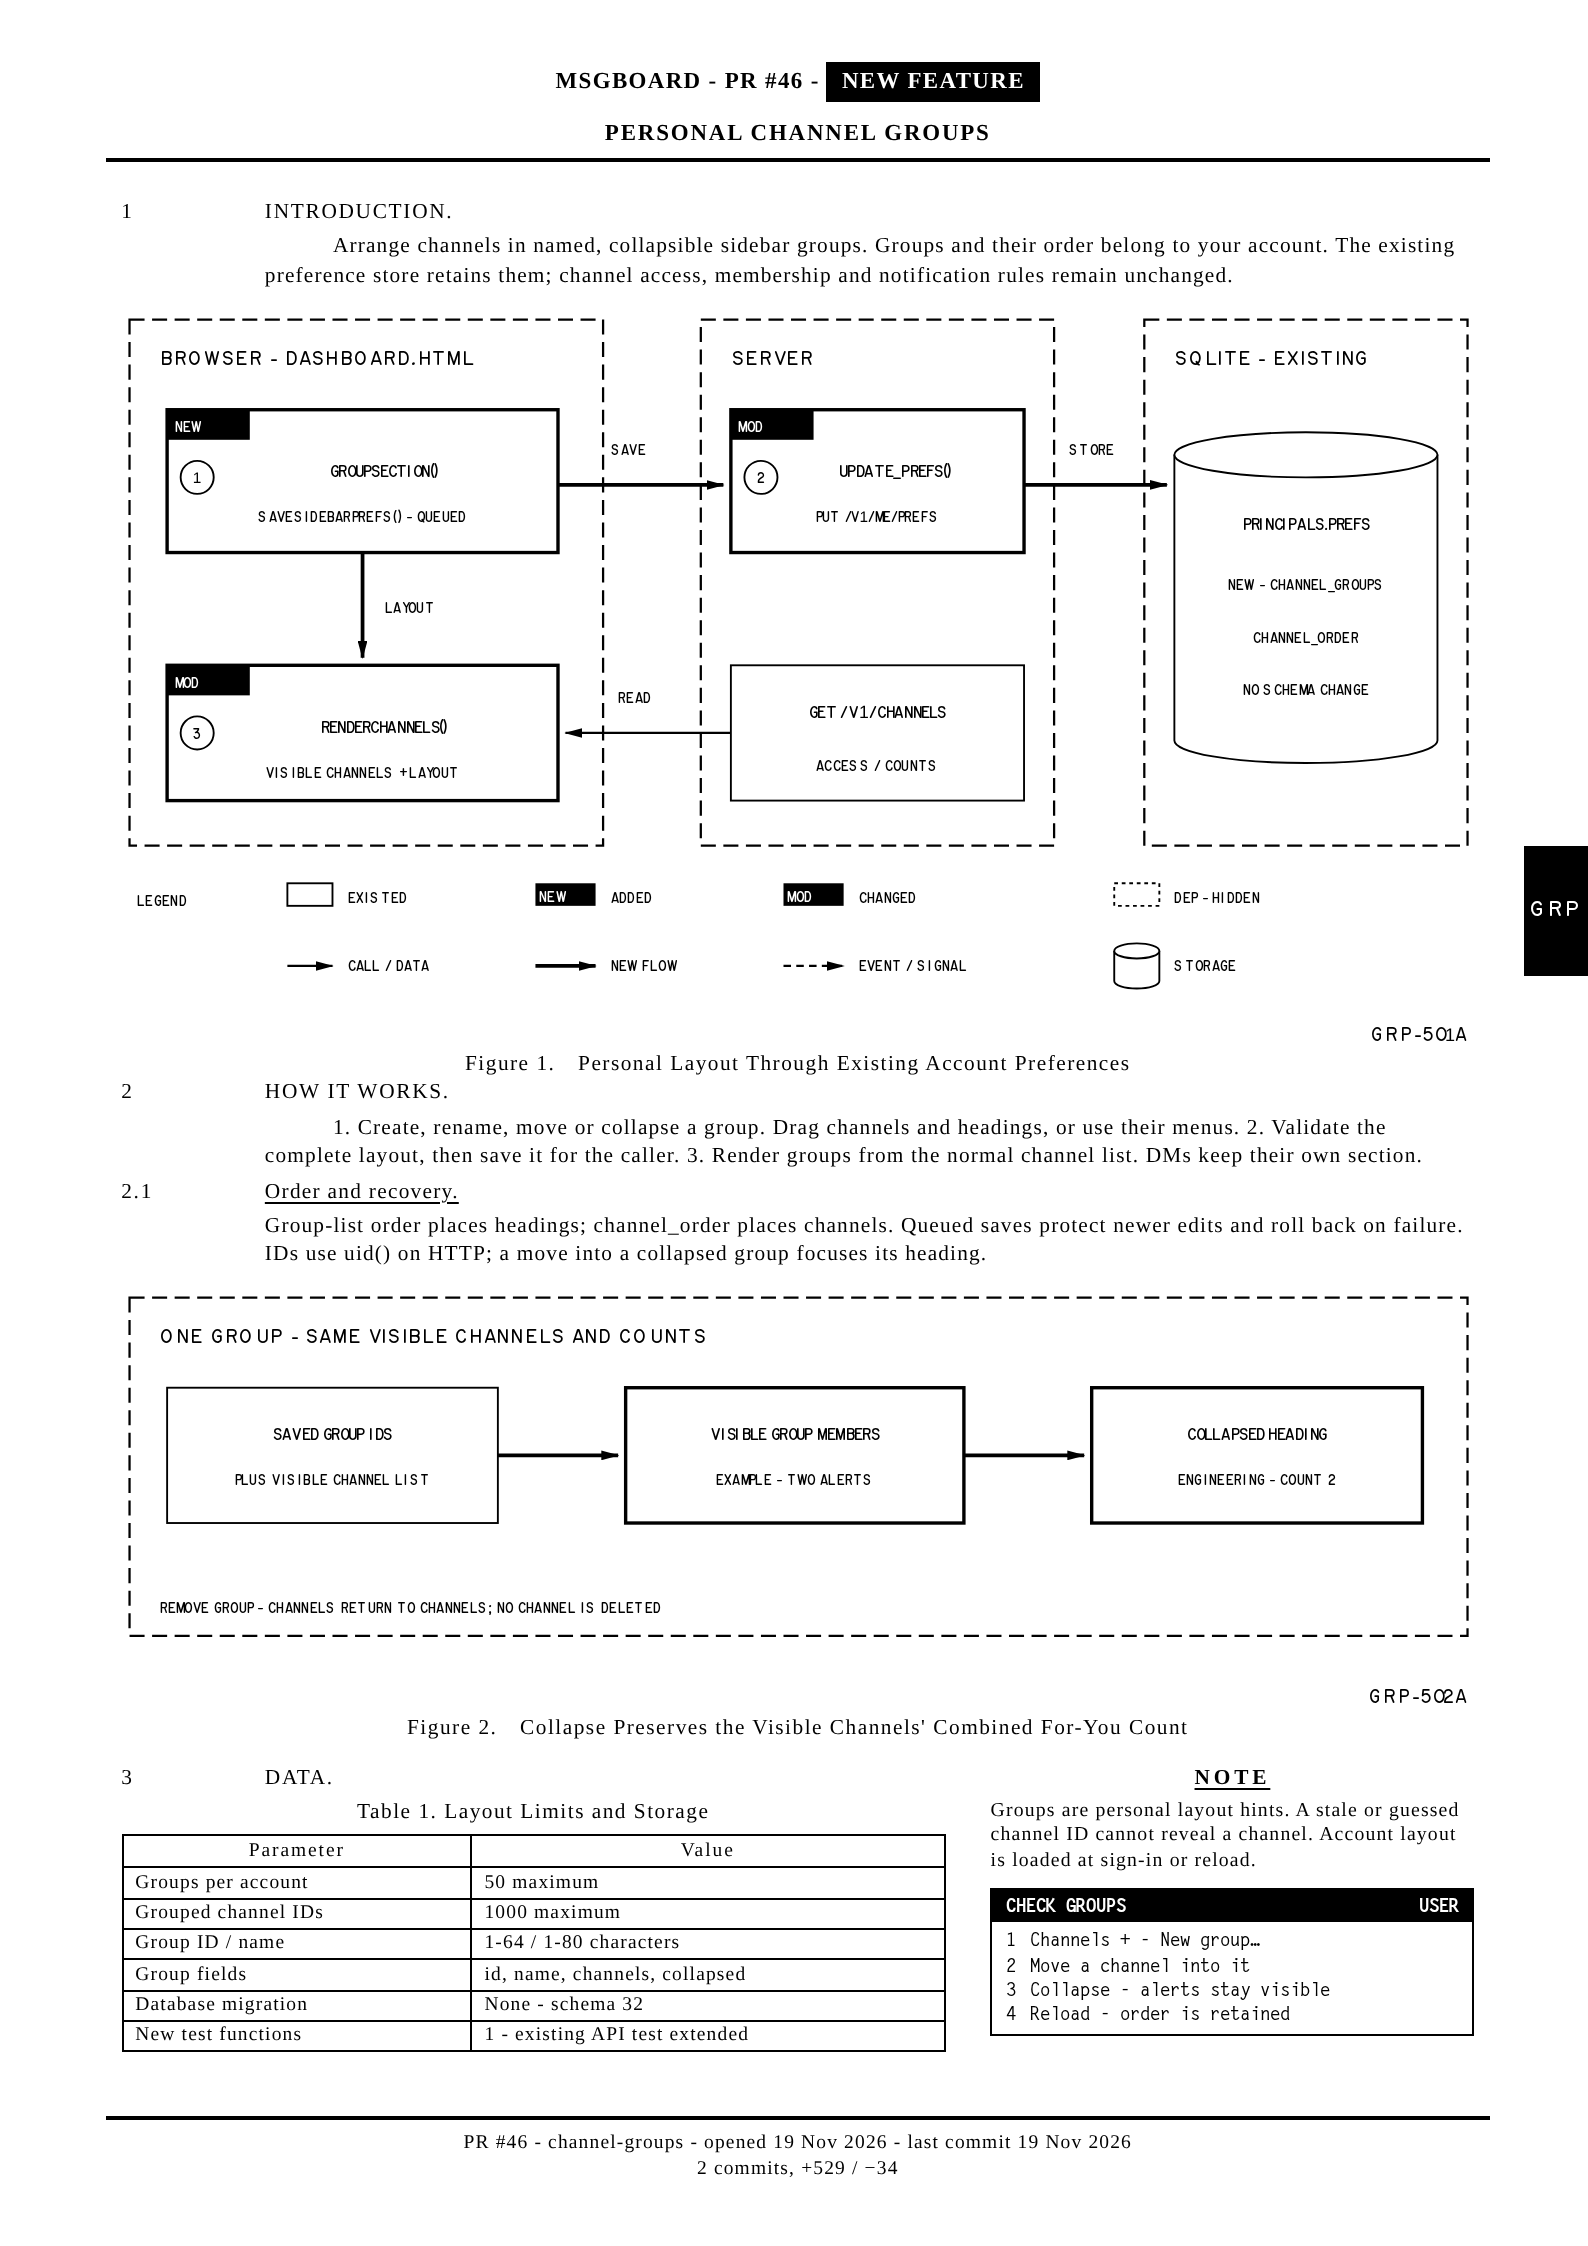 MSGBOARD - PR #46 - NEW FEATURE
PERSONAL CHANNEL GROUPS
1 INTRODUCTION.
Arrange channels in named, collapsible sidebar groups. Groups and their order belong to your account. The existing
preference store retains them; channel access, membership and notification rules remain unchanged.
BROWSER - DASHBOARD.HTML
NEW
1
GROUPSECTION()
SAVESIDEBARPREFS() - QUEUED
LAYOUT
MOD
3
RENDERCHANNELS()
VISIBLE CHANNELS + LAYOUT
SAVE
READ
SERVER
MOD
2
UPDATE_PREFS()
PUT /V1/ME/PREFS
GET /V1/CHANNELS
ACCESS / COUNTS
STORE
SQLITE - EXISTING
PRINCIPALS.PREFS
NEW - CHANNEL_GROUPS
CHANNEL_ORDER
NO SCHEMA CHANGE
LEGEND
EXISTED
NEW ADDED
MOD CHANGED
DEP - HIDDEN
CALL / DATA
NEW FLOW
EVENT / SIGNAL
STORAGE
GRP
GRP-501A
Figure 1. Personal Layout Through Existing Account Preferences
2 HOW IT WORKS.
1. Create, rename, move or collapse a group. Drag channels and headings, or use their menus. 2. Validate the
complete layout, then save it for the caller. 3. Render groups from the normal channel list. DMs keep their own section.
2.1 Order and recovery.
Group-list order places headings; channel_order places channels. Queued saves protect newer edits and roll back on failure.
IDs use uid() on HTTP; a move into a collapsed group focuses its heading.
ONE GROUP - SAME VISIBLE CHANNELS AND COUNTS
SAVED GROUP IDS
PLUS VISIBLE CHANNEL LIST
VISIBLE GROUP MEMBERS
EXAMPLE - TWO ALERTS
COLLAPSED HEADING
ENGINEERING - COUNT 2
REMOVE GROUP - CHANNELS RETURN TO CHANNELS; NO CHANNEL IS DELETED
GRP-502A
Figure 2. Collapse Preserves the Visible Channels' Combined For-You Count
3 DATA.
Table 1. Layout Limits and Storage
Parameter Value
Groups per account 50 maximum
Grouped channel IDs 1000 maximum
Group ID / name 1-64 / 1-80 characters
Group fields id, name, channels, collapsed
Database migration None - schema 32
New test functions 1 - existing API test extended
NOTE
Groups are personal layout hints. A stale or guessed
channel ID cannot reveal a channel. Account layout
is loaded at sign-in or reload.
CHECK GROUPS USER
1 Channels + - New group…
2 Move a channel into it
3 Collapse - alerts stay visible
4 Reload - order is retained
PR #46 - channel-groups - opened 19 Nov 2026 - last commit 19 Nov 2026
2 commits, +529 / −34